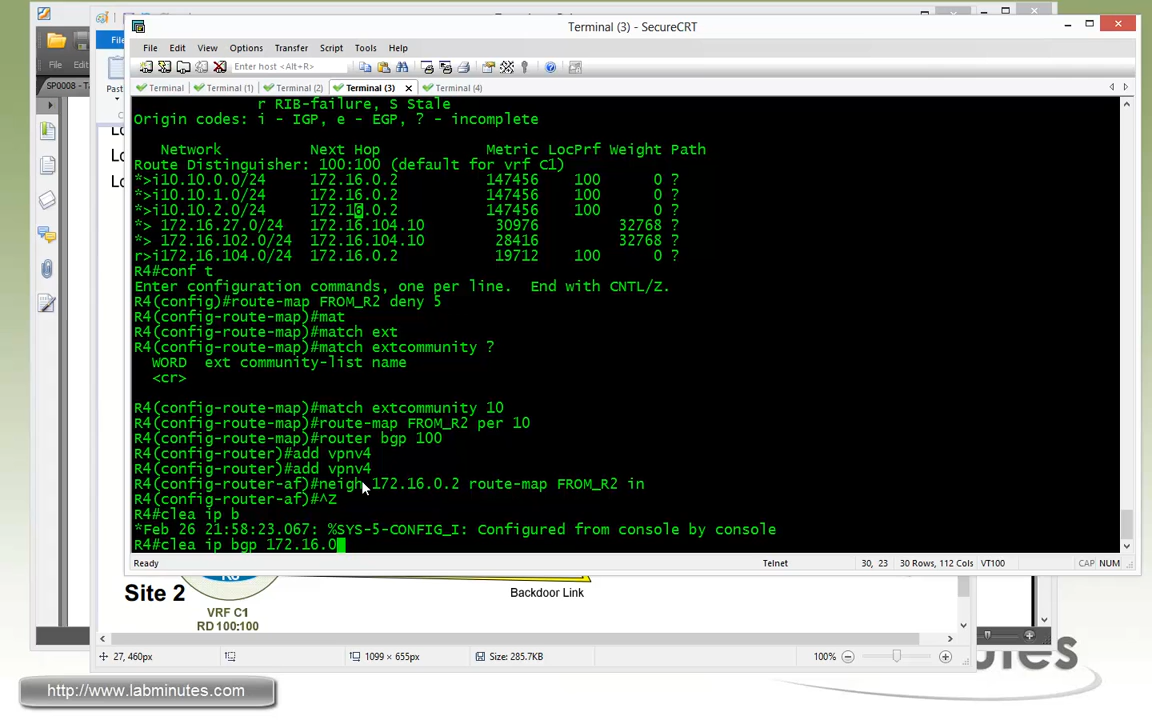 Terminal (3) - SecureCRT
File Edit View Options Transfer Script Tools Help
Enter host <Alt+R>
File
File Edi
SP0008 - Ta
Past
Lo
Lo
Terminal Terminal (1) Terminal (2) Terminal (3) Terminal (4)
r RIB-failure, S Stale
Origin codes: i - IGP, e - EGP, ? - incomplete
Network Next Hop Metric LocPrf Weight Path
Route Distinguisher: 100:100 (default for vrf C1)
*>i10.10.0.0/24 172.16.0.2 147456 100 0 ?
*>i10.10.1.0/24 172.16.0.2 147456 100 0 ?
*>i10.10.2.0/24 172.16.0.2 147456 100 0 ?
*> 172.16.27.0/24 172.16.104.10 30976 32768 ?
*> 172.16.102.0/24 172.16.104.10 28416 32768 ?
r>i172.16.104.0/24 172.16.0.2 19712 100 0 ?
R4#conf t
Enter configuration commands, one per line. End with CNTL/Z.
R4(config)#route-map FROM_R2 deny 5
R4(config-route-map)#mat
R4(config-route-map)#match ext
R4(config-route-map)#match extcommunity ?
WORD ext community-list name
<cr>
R4(config-route-map)#match extcommunity 10
R4(config-route-map)#route-map FROM_R2 per 10
R4(config-route-map)#router bgp 100
R4(config-router)#add vpnv4
R4(config-router)#add vpnv4
R4(config-router-af)#neigh 172.16.0.2 route-map FROM_R2 in
R4(config-router-af)#^Z
R4#clea ip b
*Feb 26 21:58:23.067: %SYS-5-CONFIG_I: Configured from console by console
R4#clea ip bgp 172.16.0
Ready Telnet 30, 23 30 Rows, 112 Cols VT100 CAP NUM
Site 2
VRF C1
RD 100:100
Backdoor Link
27, 460px 1099 × 655px Size: 285.7KB 100%
http://www.labminutes.com